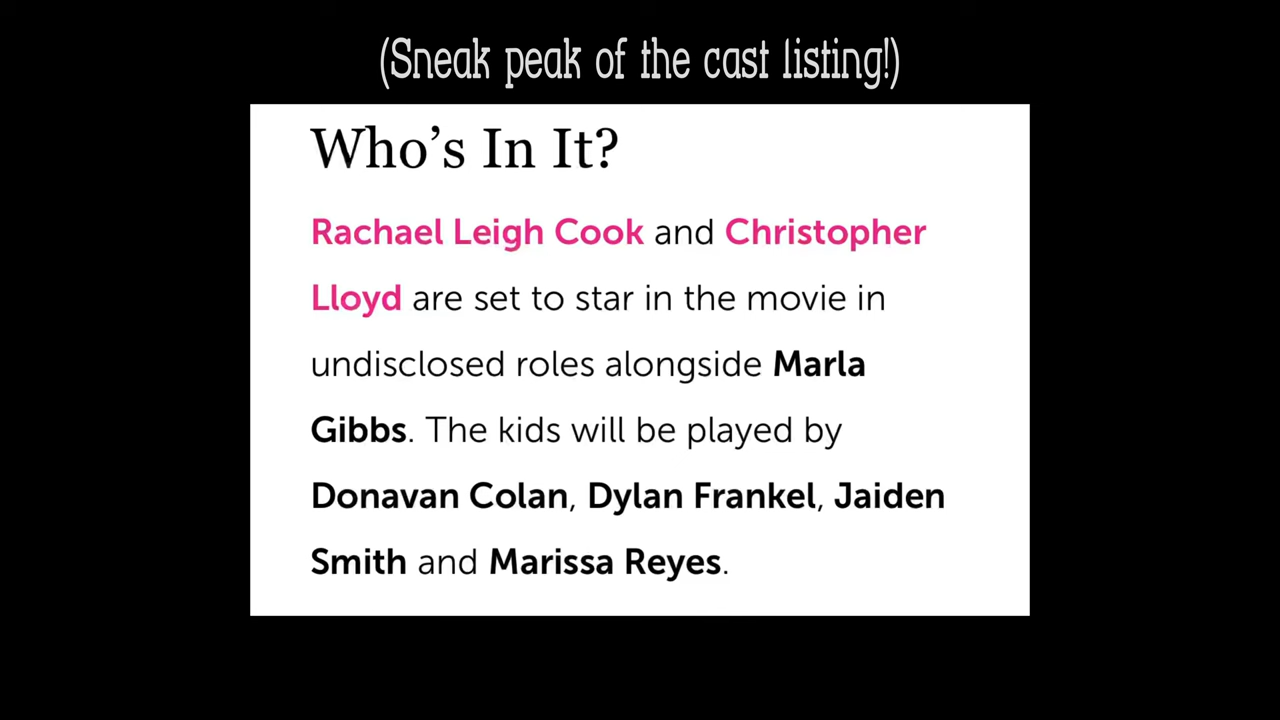 (Sneak peak of the cast listing!)
Who’s In It?
Rachael Leigh Cook and Christopher
Lloyd are set to star in the movie in
undisclosed roles alongside Marla
Gibbs. The kids will be played by
Donavan Colan, Dylan Frankel, Jaiden
Smith and Marissa Reyes.